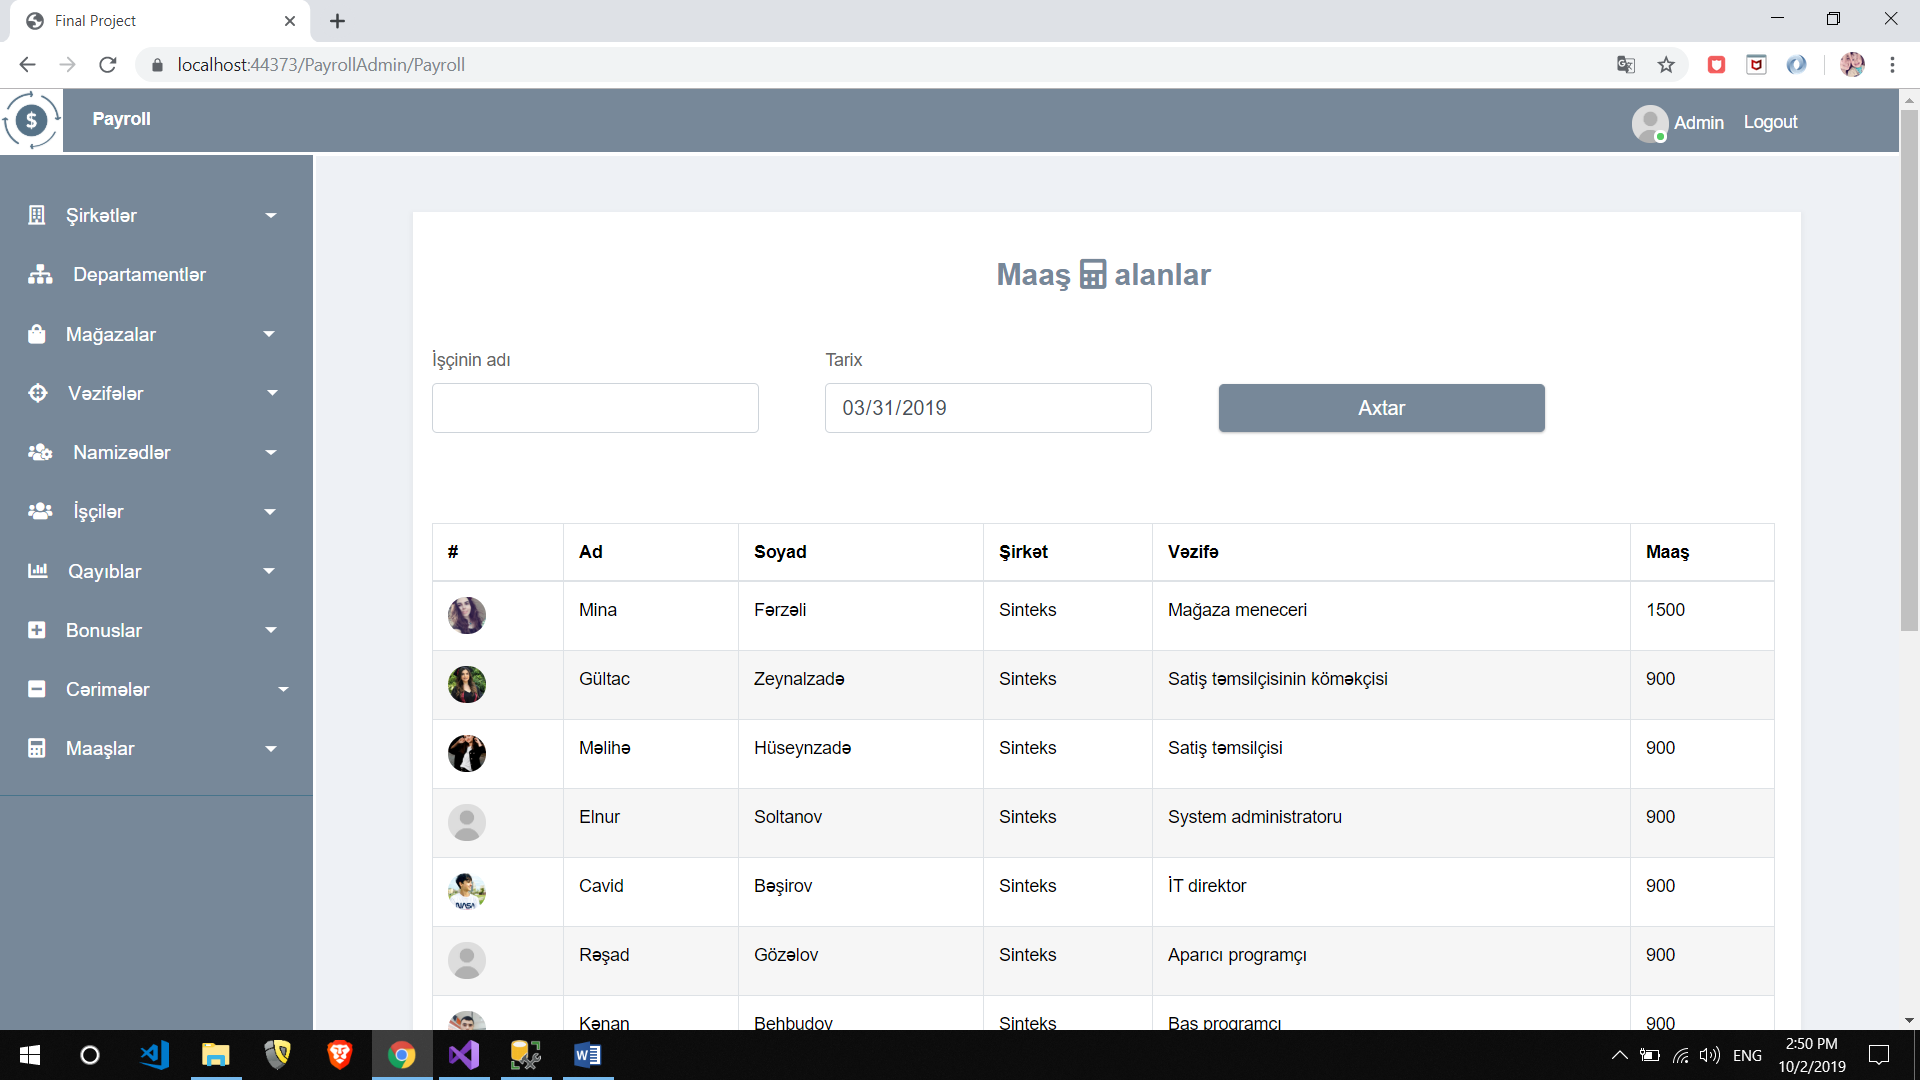 Final Project
localhost:44373/PayrollAdmin/Payroll
$ Payroll
Admin Logout
Şirkətlər
Departamentlər
Mağazalar
Vəzifələr
Namizədlər
İşçilər
Qayıblar
Bonuslar
Cərimələr
Maaşlar
Maaş alanlar
İşçinin adı Tarix
03/31/2019 Axtar
# Ad Soyad Şirkət Vəzifə Maaş
Mina Fərzəli Sinteks Mağaza meneceri 1500
Gültac Zeynalzadə Sinteks Satiş təmsilçisinin köməkçisi 900
Məlihə Hüseynzadə Sinteks Satiş təmsilçisi 900
Elnur Soltanov Sinteks System administratoru 900
Cavid Bəşirov Sinteks İT direktor 900
Rəşad Gözəlov Sinteks Aparıcı programçı 900
Kənan Behbudov Sinteks Baş programçı 900
ENG
2:50 PM
10/2/2019